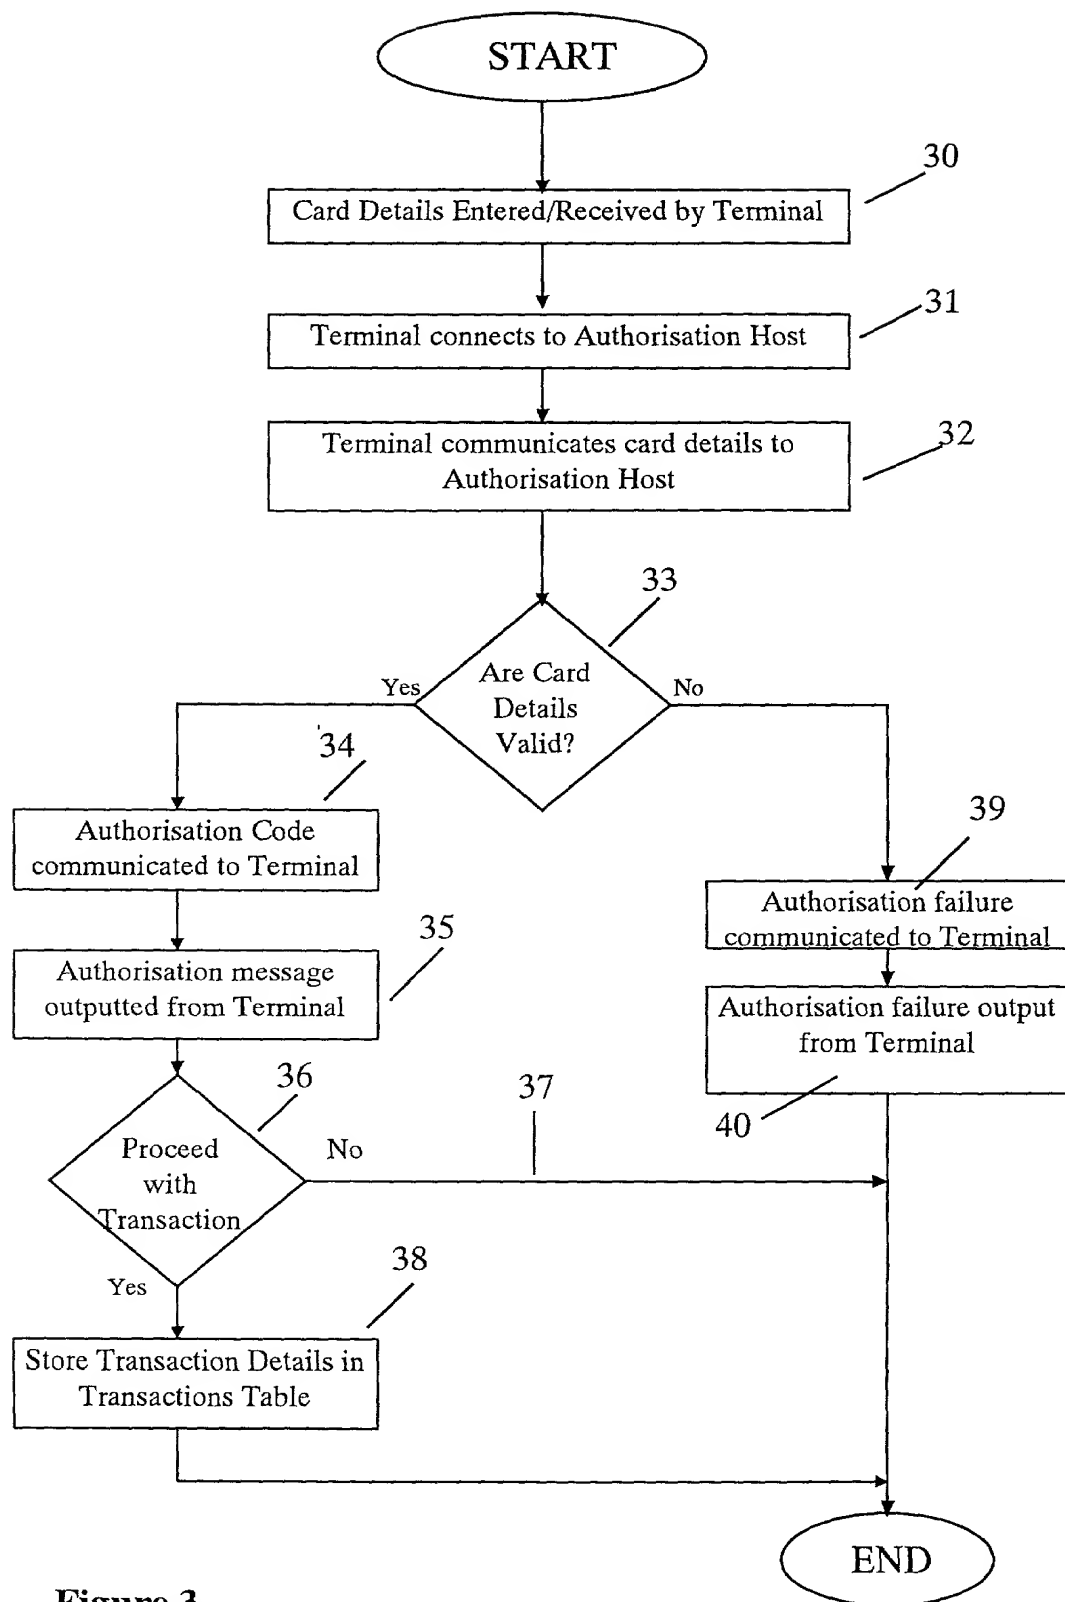 START
30
Card Details Entered/Received by Terminal
31
Terminal connects to Authorisation Host
32
Terminal communicates card details to
Authorisation Host
33
Are Card
Details
Valid?
Yes
No
34
Authorisation Code
communicated to Terminal
39
Authorisation failure
communicated to Terminal
35
Authorisation message
outputted from Terminal
Authorisation failure output
from Terminal
40
36
37
Proceed
with
Transaction
No
Yes
38
Store Transaction Details in
Transactions Table
END
Figure 3